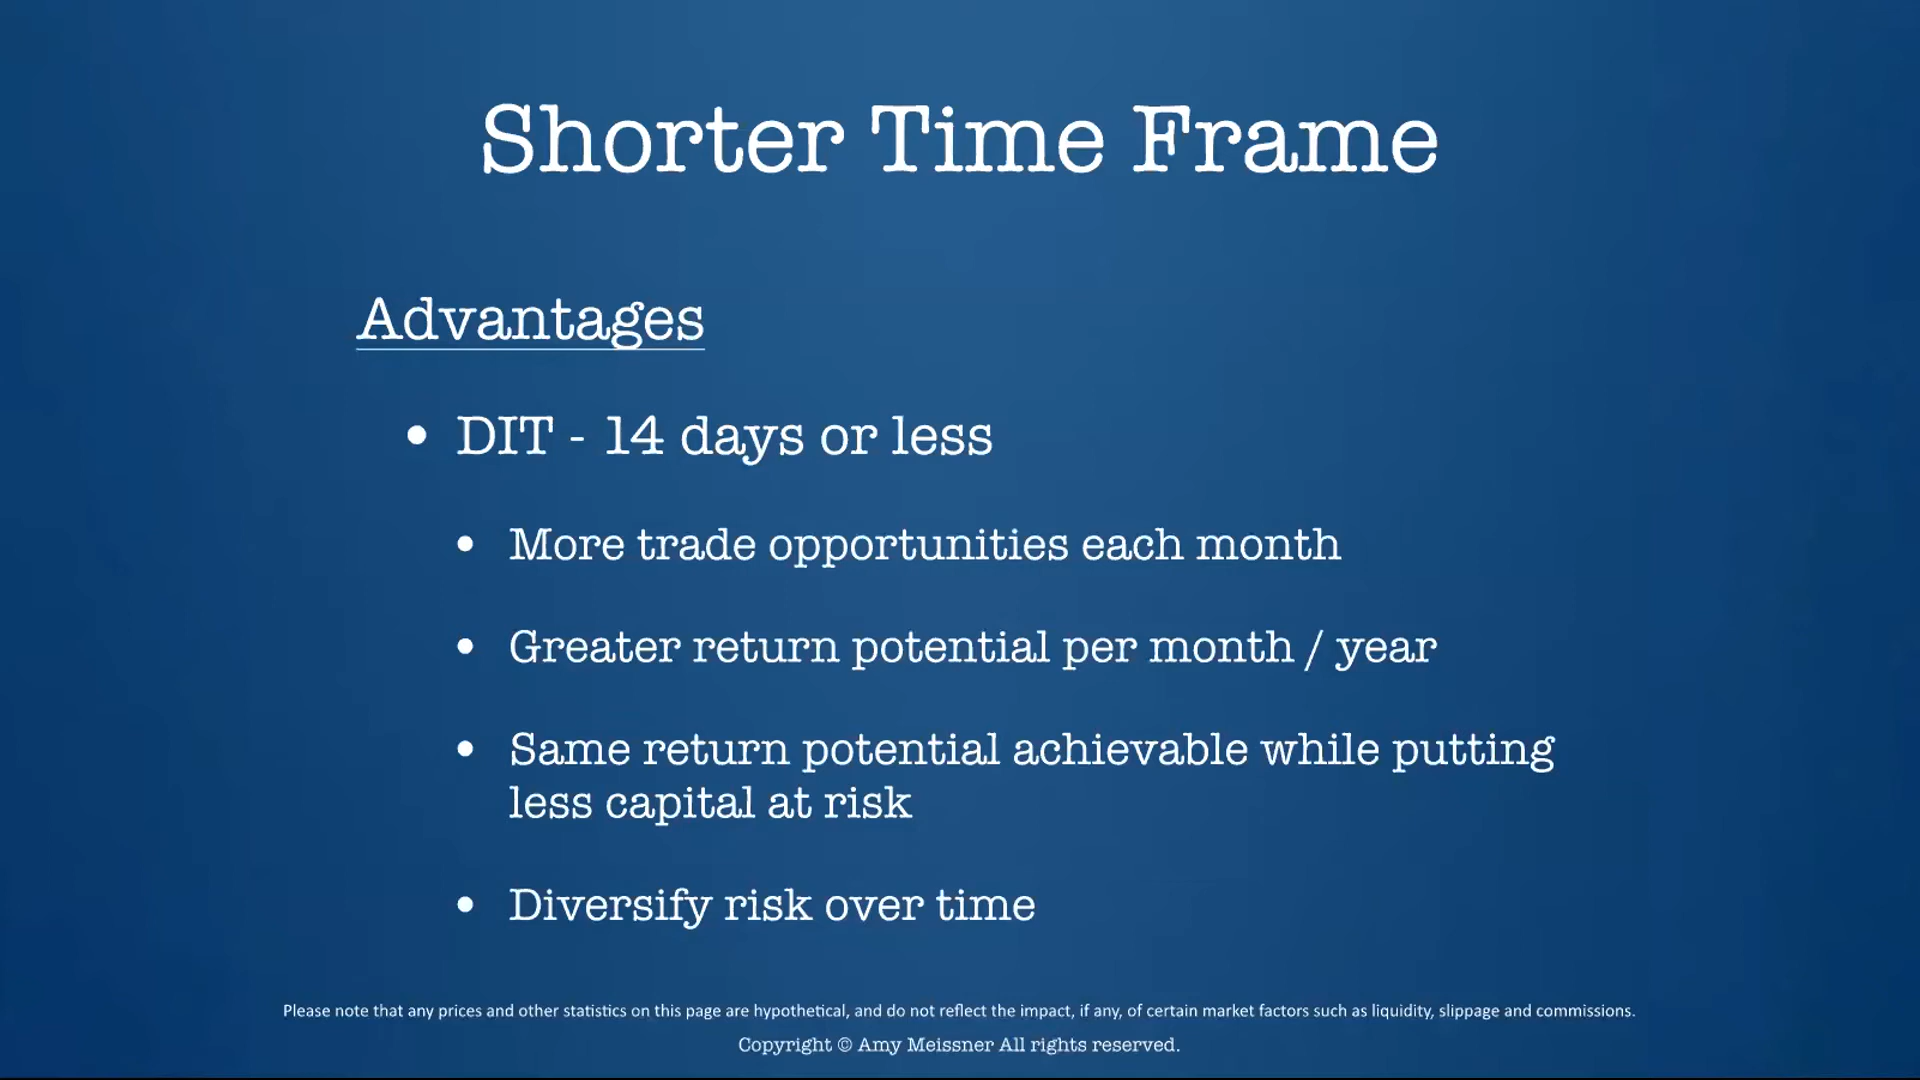 Shorter Time Frame
Advantages
• DIT - 14 days or less
• More trade opportunities each month
• Greater return potential per month / year
• Same return potential achievable while putting
less capital at risk
• Diversify risk over time
Please note that any prices and other statistics on this page are hypothetical, and do not reflect the impact, if any, of certain market factors such as liquidity, slippage and commissions.
Copyright © Amy Meissner All rights reserved.